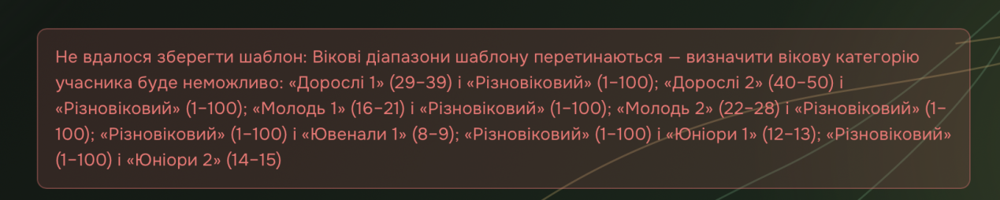 Не вдалося зберегти шаблон: Вікові діапазони шаблону перетинаються — визначити вікову категорію
учасника буде неможливо: «Дорослі 1» (29–39) і «Різновіковий» (1–100); «Дорослі 2» (40–50) і
«Різновіковий» (1–100); «Молодь 1» (16–21) і «Різновіковий» (1–100); «Молодь 2» (22–28) і «Різновіковий» (1–
100); «Різновіковий» (1–100) і «Ювенали 1» (8–9); «Різновіковий» (1–100) і «Юніори 1» (12–13); «Різновіковий»
(1–100) і «Юніори 2» (14–15)